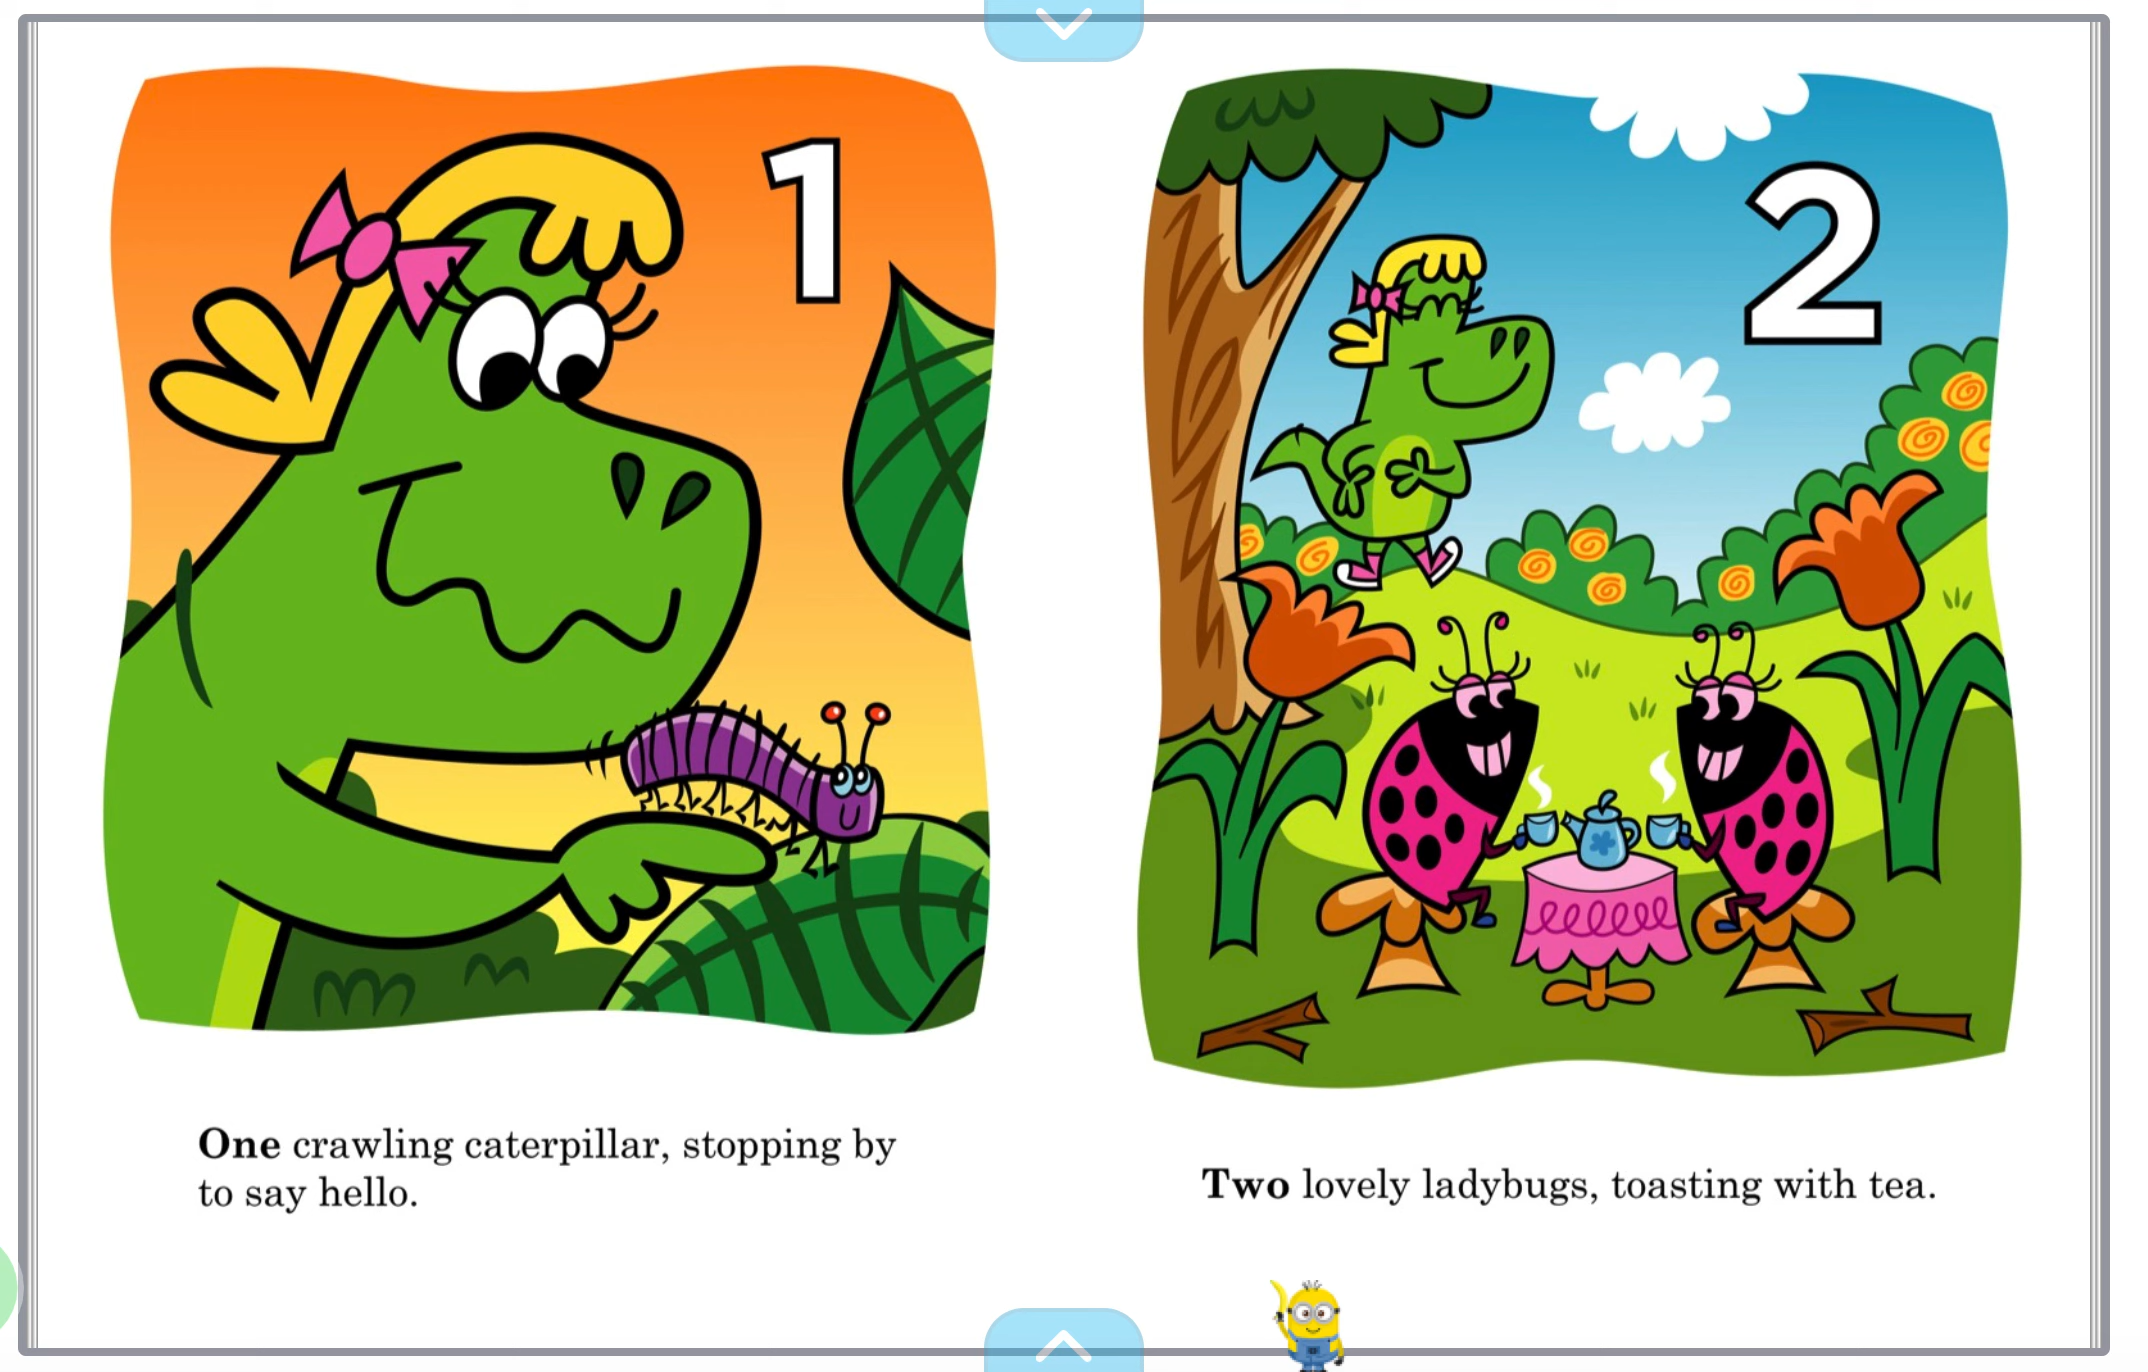 1
One crawling caterpillar, stopping by
to say hello.
2
Two lovely ladybugs, toasting with tea.